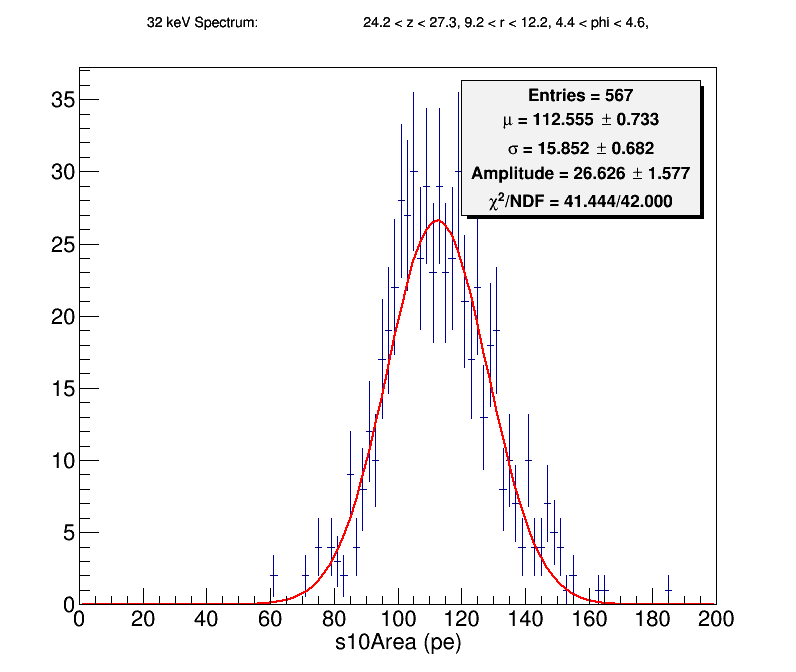 32 keV Spectrum: 24.2 < z < 27.3, 9.2 < r < 12.2, 4.4 < phi < 4.6,
Entries = 567
μ = 112.555 ± 0.733
σ = 15.852 ± 0.682
Amplitude = 26.626 ± 1.577
χ²/NDF = 41.444/42.000
35
30
25
20
15
10
5
0
0 20 40 60 80 100 120 140 160 180 200
s10Area (pe)